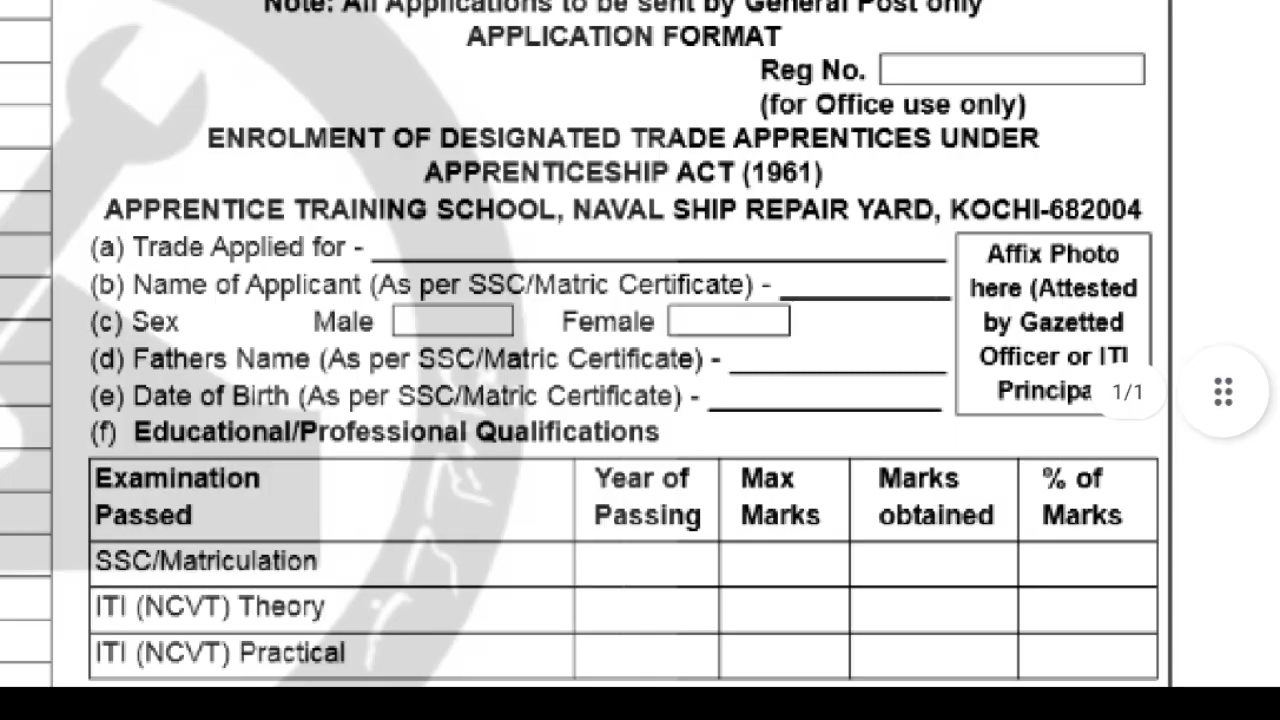 Note: All Applications to be sent by General Post only
APPLICATION FORMAT
Reg No.
(for Office use only)
ENROLMENT OF DESIGNATED TRADE APPRENTICES UNDER
APPRENTICESHIP ACT (1961)
APPRENTICE TRAINING SCHOOL, NAVAL SHIP REPAIR YARD, KOCHI-682004
(a) Trade Applied for -
(b) Name of Applicant (As per SSC/Matric Certificate) -
(c) Sex Male Female
(d) Fathers Name (As per SSC/Matric Certificate) -
(e) Date of Birth (As per SSC/Matric Certificate) -
Affix Photo
here (Attested
by Gazetted
Officer or ITI
Principa
1/1
(f) Educational/Professional Qualifications
Examination Passed Year of Passing Max Marks Marks obtained % of Marks
SSC/Matriculation
ITI (NCVT) Theory
ITI (NCVT) Practical